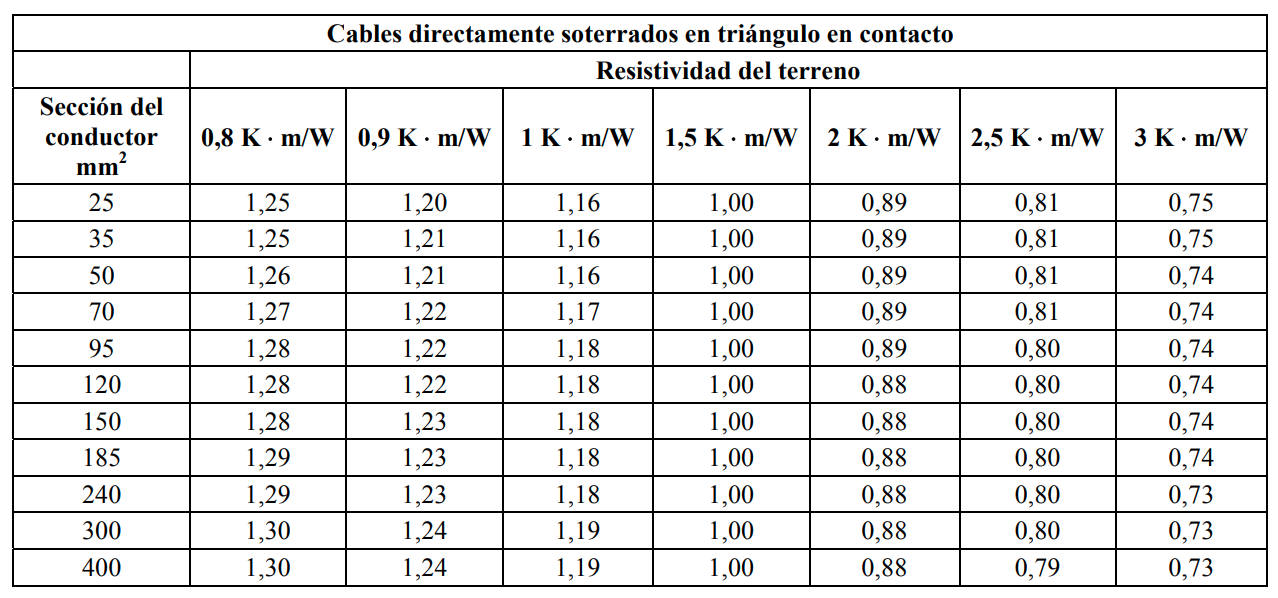 Cables directamente soterrados en triángulo en contacto
Resistividad del terreno
Sección del
conductor
mm²
0,8 K · m/W 0,9 K · m/W 1 K · m/W 1,5 K · m/W 2 K · m/W 2,5 K · m/W 3 K · m/W
25 1,25 1,20 1,16 1,00 0,89 0,81 0,75
35 1,25 1,21 1,16 1,00 0,89 0,81 0,75
50 1,26 1,21 1,16 1,00 0,89 0,81 0,74
70 1,27 1,22 1,17 1,00 0,89 0,81 0,74
95 1,28 1,22 1,18 1,00 0,89 0,80 0,74
120 1,28 1,22 1,18 1,00 0,88 0,80 0,74
150 1,28 1,23 1,18 1,00 0,88 0,80 0,74
185 1,29 1,23 1,18 1,00 0,88 0,80 0,74
240 1,29 1,23 1,18 1,00 0,88 0,80 0,73
300 1,30 1,24 1,19 1,00 0,88 0,80 0,73
400 1,30 1,24 1,19 1,00 0,88 0,79 0,73